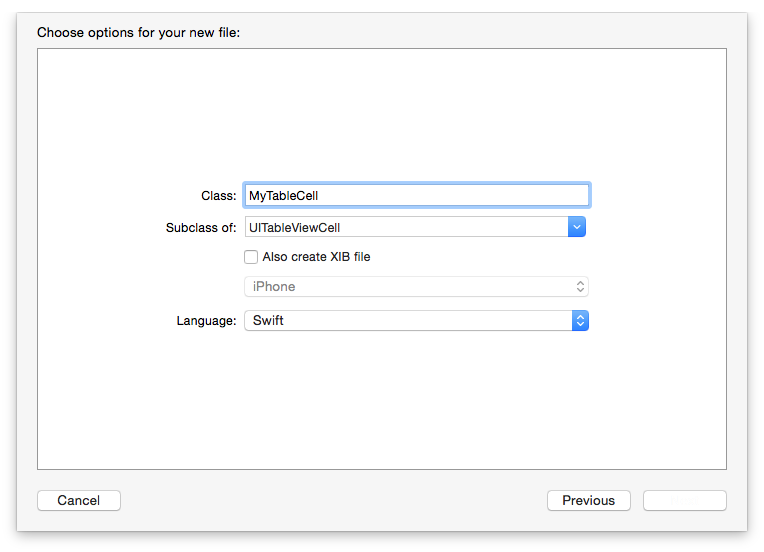 Choose options for your new file:
Class: MyTableCell
Subclass of: UITableViewCell
Also create XIB file
iPhone
Language: Swift
Cancel Previous